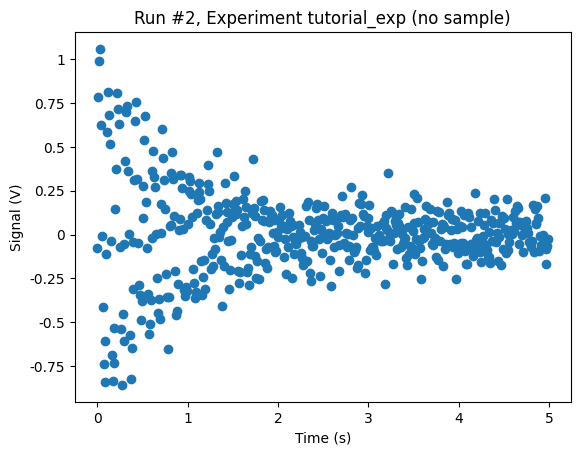 Run #2, Experiment tutorial_exp (no sample)
Signal (V)
1
0.75
0.5
0.25
0
-0.25
-0.5
-0.75
0 1 2 3 4 5
Time (s)